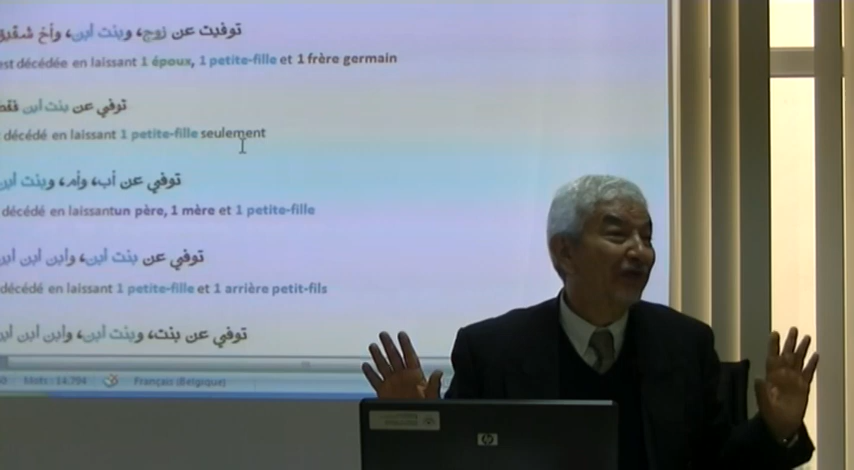 توفيت عن زوج، وبنت ابن، وأخ شقيق
est décédée en laissant 1 époux, 1 petite-fille et 1 frère germain
توفي عن بنت ابن فقط
décédé en laissant 1 petite-fille seulement
توفي عن أب، وأم، وبنت ابن
décédé en laissantun père, 1 mère et 1 petite-fille
توفي عن بنت ابن، وابن ابن ابن
décédé en laissant 1 petite-fille et 1 arrière petit-fils
توفي عن بنت، وبنت ابن، وابن ابن ابن
Mots : 14.794 Français (Belgique)
hp